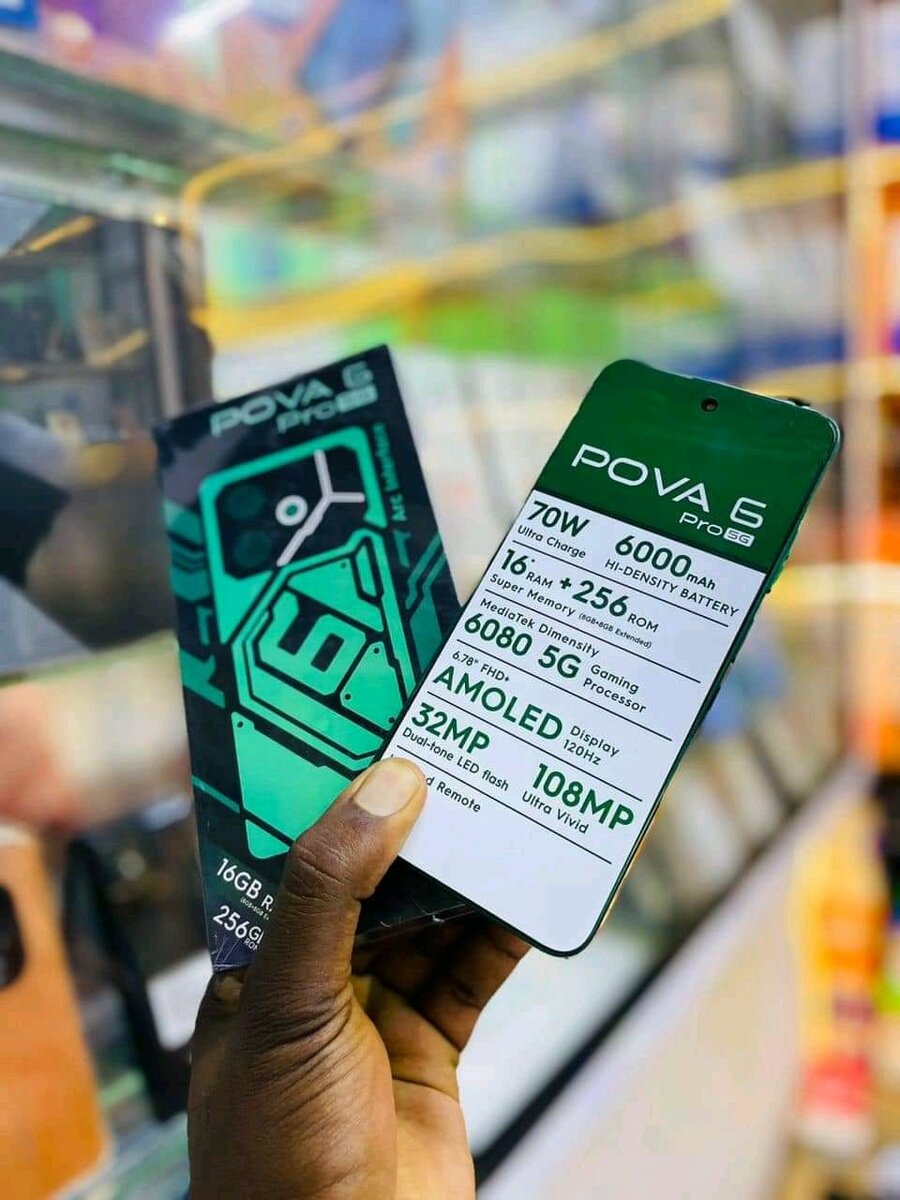 POVA 6
Pro 5G
Arc Interface
6
16GB
256G
ROM
POVA 6
Pro 5G
70W
Ultra Charge
6000mAh
HI-DENSITY BATTERY
16* RAM + 256 ROM
Super Memory (8GB+8GB Extended)
MediaTek Dimensity
6080 5G Gaming
Processor
6.78" FHD+
AMOLED Display
120Hz
32MP
Dual-tone LED flash
108MP
Ultra Vivid
Remote